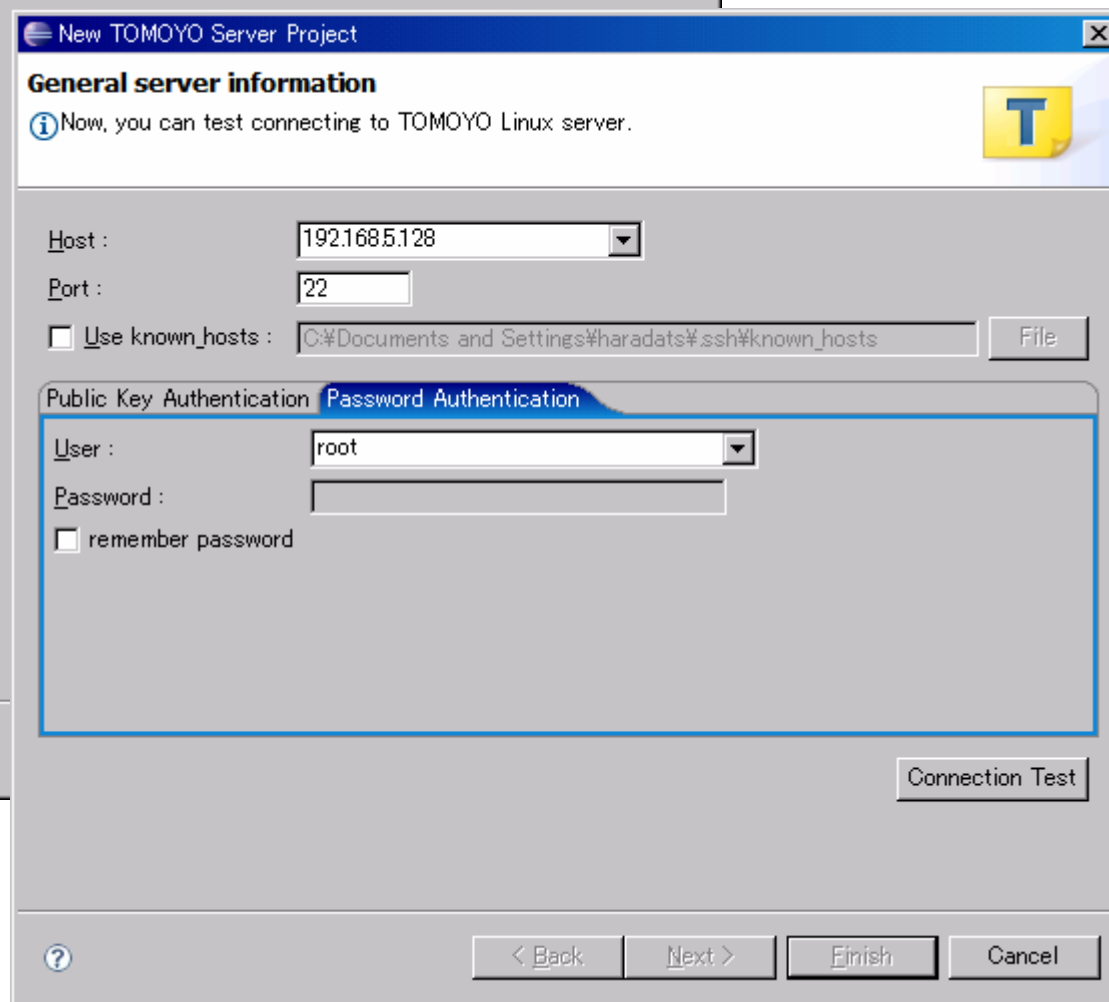 New TOMOYO Server Project
General server information
Now, you can test connecting to TOMOYO Linux server.
T
Host :
192.168.5.128
Port :
22
Use known_hosts :
C:¥Documents and Settings¥haradats¥.ssh¥known_hosts
File
Public Key Authentication
Password Authentication
User :
root
Password :
remember password
Connection Test
?
< Back
Next >
Finish
Cancel